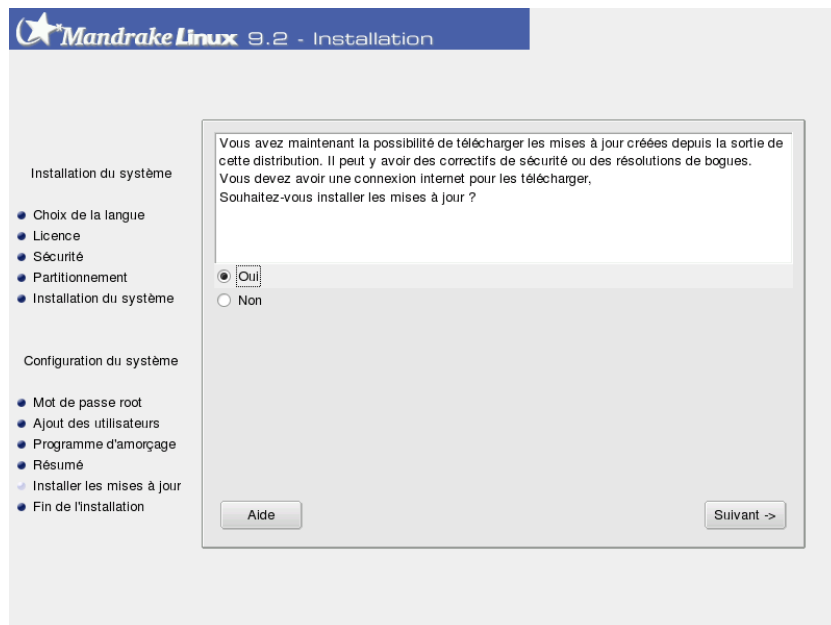 MandrakeLinux 9.2 - Installation
Installation du système
Choix de la langue
Licence
Sécurité
Partitionnement
Installation du système
Configuration du système
Mot de passe root
Ajout des utilisateurs
Programme d'amorçage
Résumé
Installer les mises à jour
Fin de l'installation
Vous avez maintenant la possibilité de télécharger les mises à jour créées depuis la sortie de
cette distribution. Il peut y avoir des correctifs de sécurité ou des résolutions de bogues.
Vous devez avoir une connexion internet pour les télécharger,
Souhaitez-vous installer les mises à jour ?
Oui
Non
Aide
Suivant ->